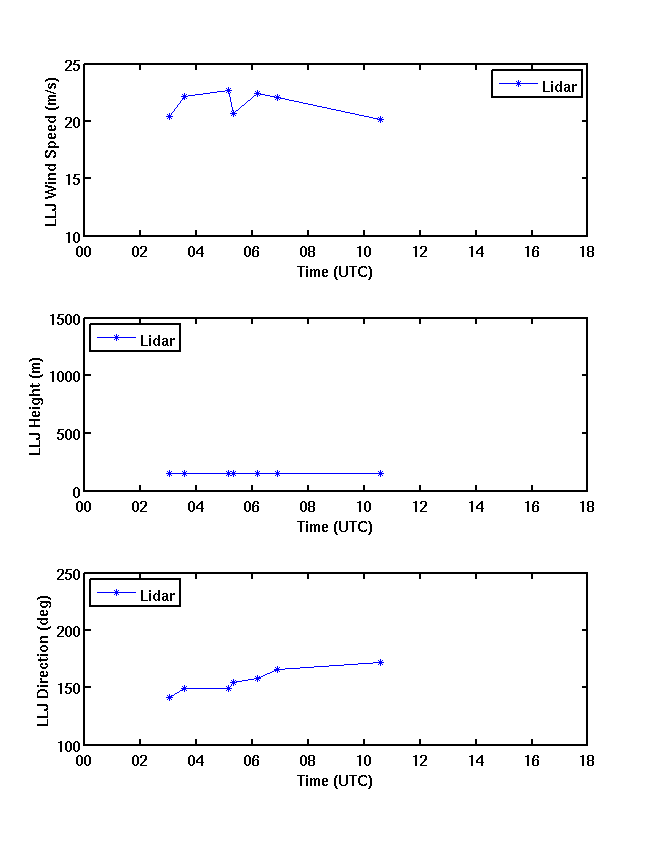 25
20
15
10
LLJ Wind Speed (m/s)
Lidar
00 02 04 06 08 10 12 14 16 18
Time (UTC)
1500
1000
500
0
LLJ Height (m)
Lidar
00 02 04 06 08 10 12 14 16 18
Time (UTC)
250
200
150
100
LLJ Direction (deg)
Lidar
00 02 04 06 08 10 12 14 16 18
Time (UTC)